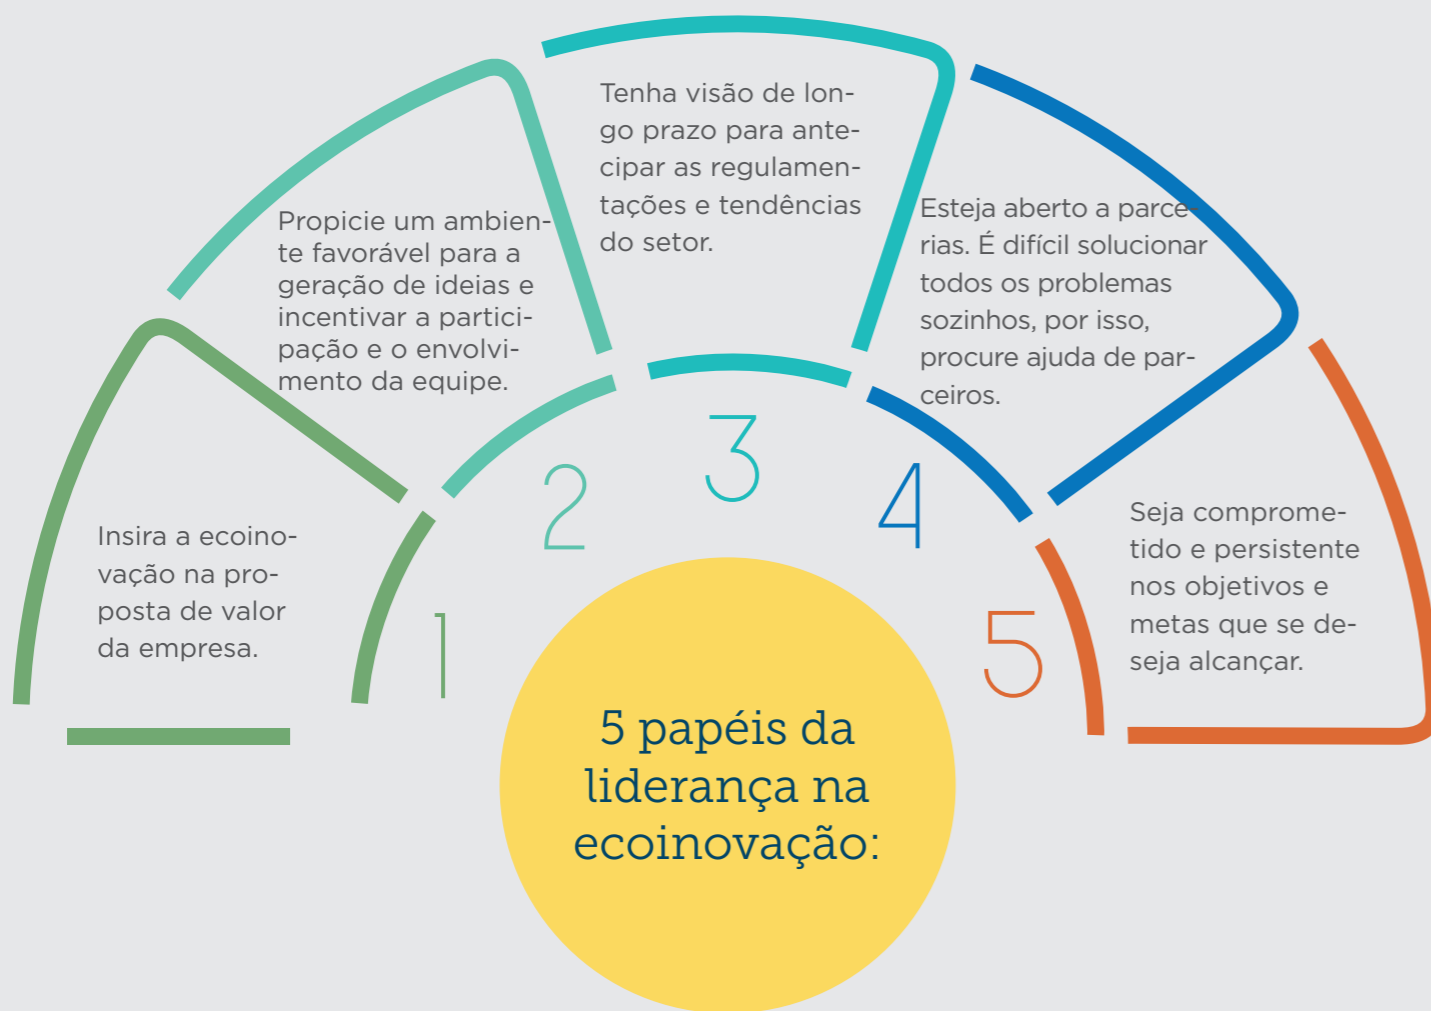 5 papéis da
liderança na
ecoinovação:
1
Insira a ecoino-
vação na pro-
posta de valor
da empresa.
2
Propicie um ambien-
te favorável para a
geração de ideias e
incentivar a partici-
pação e o envolvi-
mento da equipe.
3
Tenha visão de lon-
go prazo para ante-
cipar as regulamen-
tações e tendências
do setor.
4
Esteja aberto a parce-
rias. É difícil solucionar
todos os problemas
sozinhos, por isso,
procure ajuda de par-
ceiros.
5
Seja comprome-
tido e persistente
nos objetivos e
metas que se de-
seja alcançar.